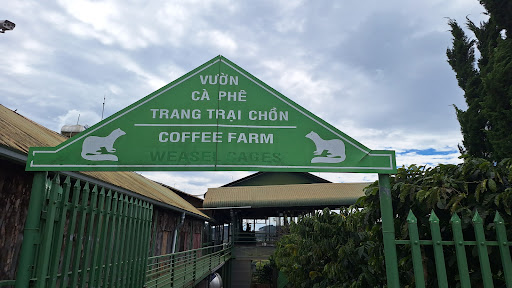 VƯỜN
CÀ PHÊ
TRANG TRẠI CHỒN
COFFEE FARM
WEASEL CAGES